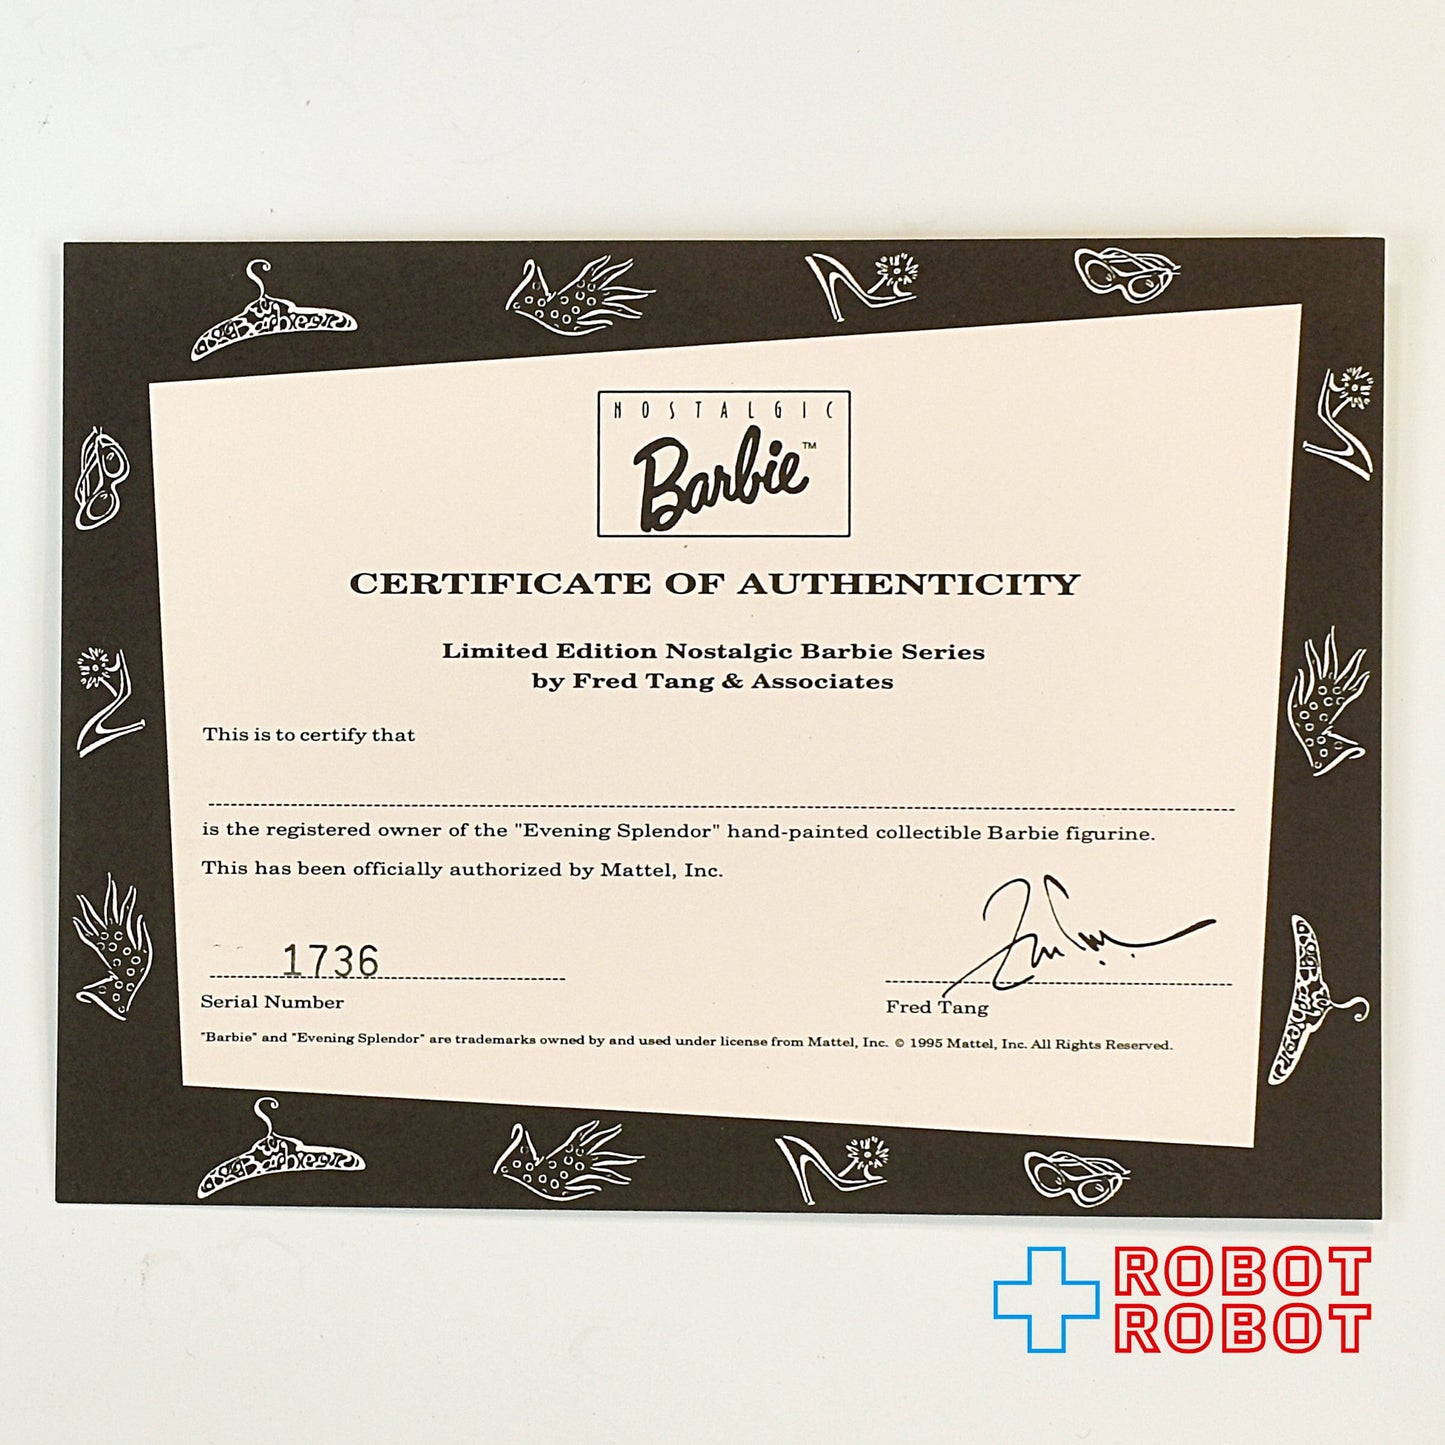 NOSTALGIC
Barbie™
CERTIFICATE OF AUTHENTICITY
Limited Edition Nostalgic Barbie Series
by Fred Tang & Associates
This is to certify that
is the registered owner of the "Evening Splendor" hand-painted collectible Barbie figurine.
This has been officially authorized by Mattel, Inc.
1736
Serial Number
Fred Tang
"Barbie" and "Evening Splendor" are trademarks owned by and used under license from Mattel, Inc. © 1995 Mattel, Inc. All Rights Reserved.
ROBOT
ROBOT